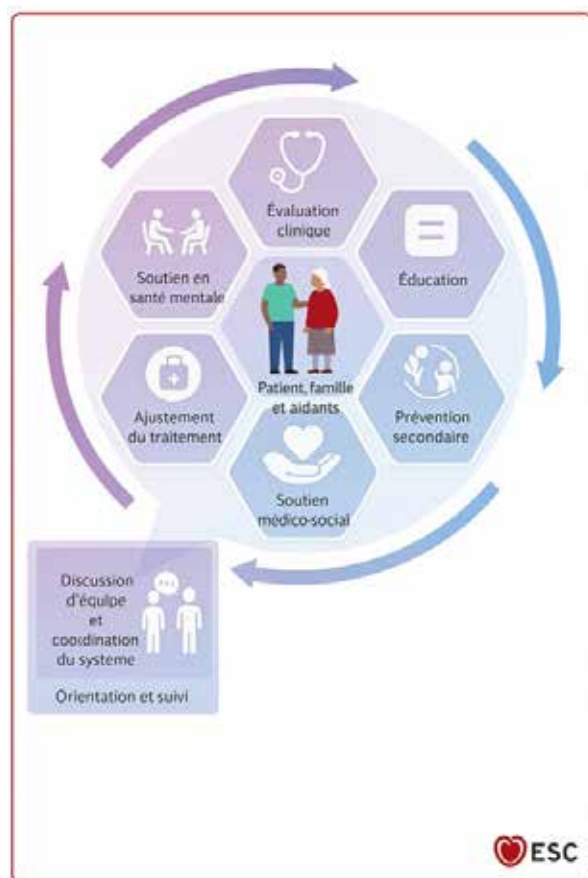 Évaluation
clinique
Soutien en
santé mentale
Éducation
Patient, famille
et aidants
Ajustement
du traitement
Prévention
secondaire
Soutien
médico-social
Discussion
d'équipe
et
coordination
du systeme
Orientation et suivi
ESC